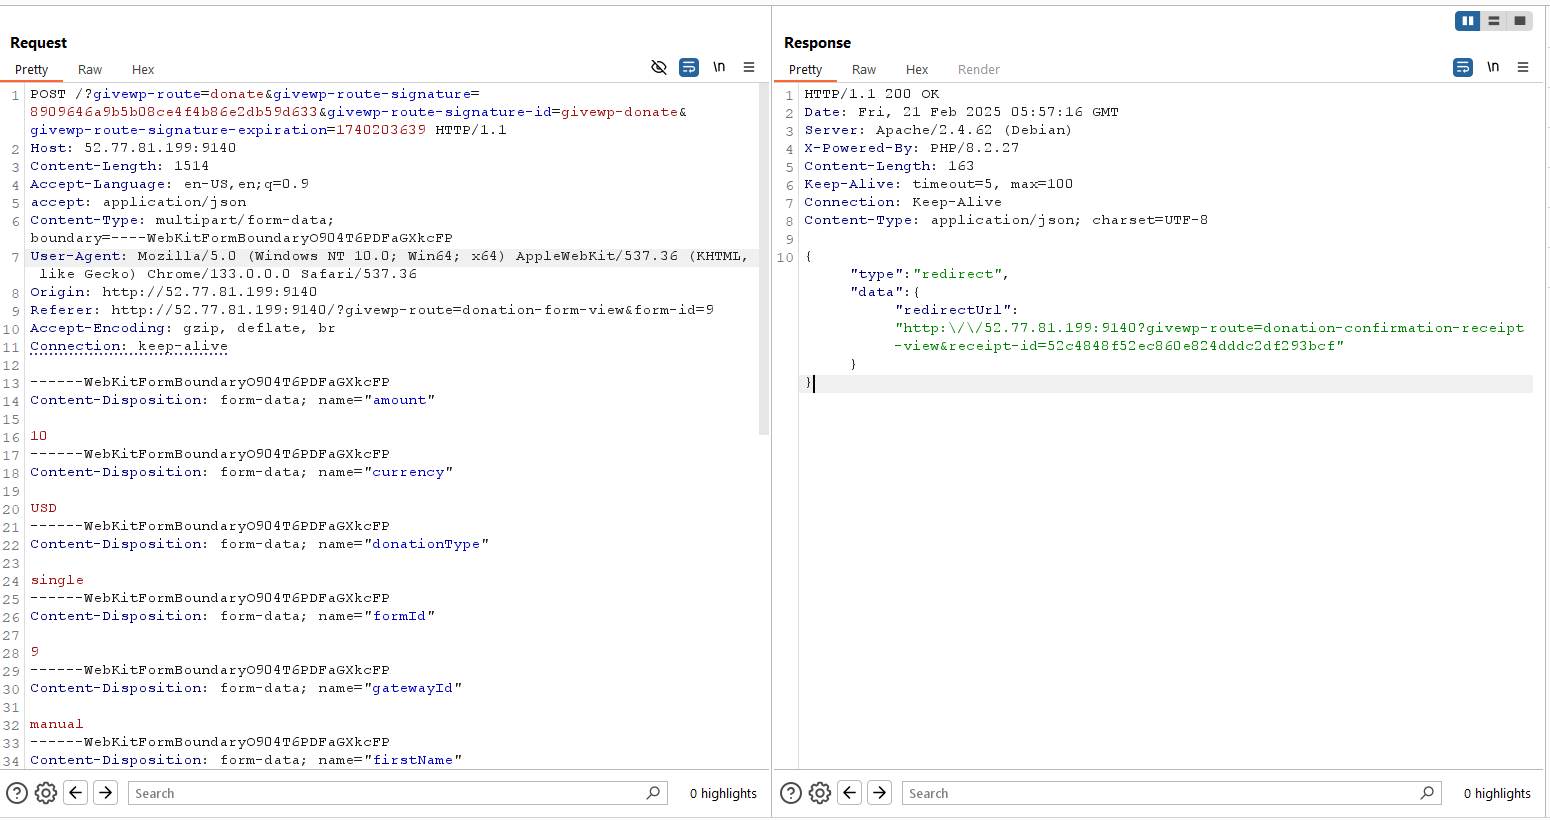 Request
Pretty Raw Hex \n
1 POST /?givewp-route=donate&givewp-route-signature=
8909646a9b5b08ce4f4b86e2db59d633&givewp-route-signature-id=givewp-donate&
givewp-route-signature-expiration=1740203639 HTTP/1.1
2 Host: 52.77.81.199:9140
3 Content-Length: 1514
4 Accept-Language: en-US,en;q=0.9
5 accept: application/json
6 Content-Type: multipart/form-data;
boundary=----WebKitFormBoundaryO904T6PDFaGXkcFP
7 User-Agent: Mozilla/5.0 (Windows NT 10.0; Win64; x64) AppleWebKit/537.36 (KHTML,
like Gecko) Chrome/133.0.0.0 Safari/537.36
8 Origin: http://52.77.81.199:9140
9 Referer: http://52.77.81.199:9140/?givewp-route=donation-form-view&form-id=9
10 Accept-Encoding: gzip, deflate, br
11 Connection: keep-alive
12
13 ------WebKitFormBoundaryO904T6PDFaGXkcFP
14 Content-Disposition: form-data; name="amount"
15
16 10
17 ------WebKitFormBoundaryO904T6PDFaGXkcFP
18 Content-Disposition: form-data; name="currency"
19
20 USD
21 ------WebKitFormBoundaryO904T6PDFaGXkcFP
22 Content-Disposition: form-data; name="donationType"
23
24 single
25 ------WebKitFormBoundaryO904T6PDFaGXkcFP
26 Content-Disposition: form-data; name="formId"
27
28 9
29 ------WebKitFormBoundaryO904T6PDFaGXkcFP
30 Content-Disposition: form-data; name="gatewayId"
31
32 manual
33 ------WebKitFormBoundaryO904T6PDFaGXkcFP
34 Content-Disposition: form-data; name="firstName"
Search 0 highlights
Response
Pretty Raw Hex Render \n
1 HTTP/1.1 200 OK
2 Date: Fri, 21 Feb 2025 05:57:16 GMT
3 Server: Apache/2.4.62 (Debian)
4 X-Powered-By: PHP/8.2.27
5 Content-Length: 163
6 Keep-Alive: timeout=5, max=100
7 Connection: Keep-Alive
8 Content-Type: application/json; charset=UTF-8
9
10 {
"type":"redirect",
"data":{
"redirectUrl":
"http:\/\/52.77.81.199:9140?givewp-route=donation-confirmation-receipt
-view&receipt-id=52c4848f52ec860e824dddc2df293bcf"
}
}
Search 0 highlights